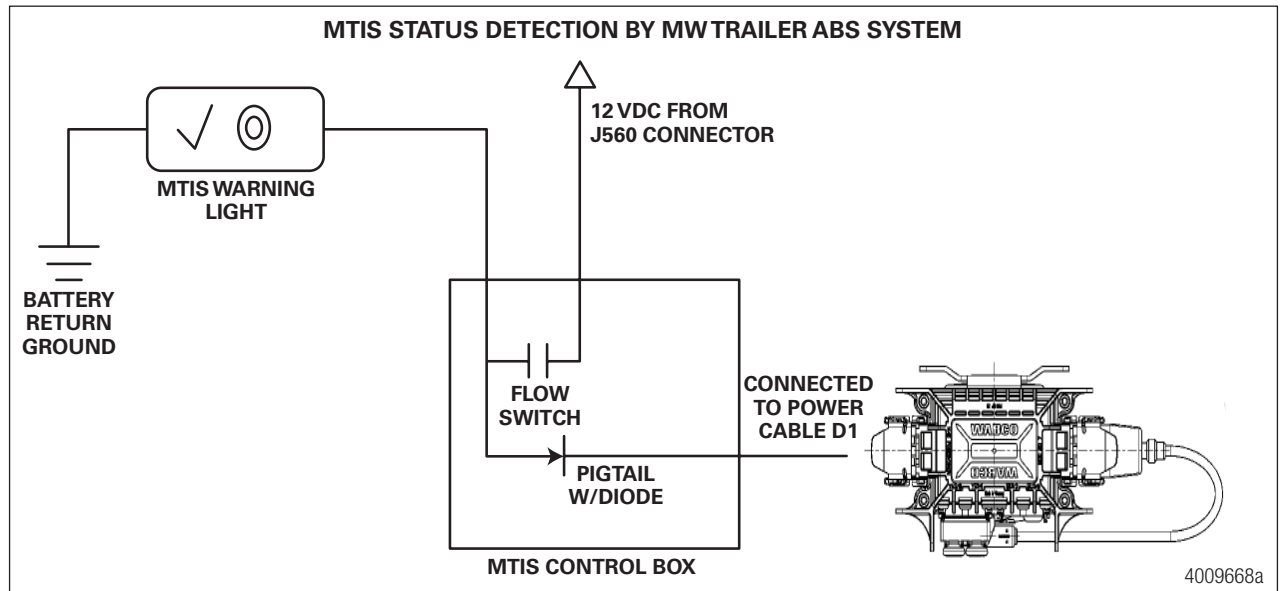 MTIS STATUS DETECTION BY MW TRAILER ABS SYSTEM
12 VDC FROM
J560 CONNECTOR
MTIS WARNING
LIGHT
BATTERY
RETURN
GROUND
FLOW
SWITCH
CONNECTED
TO POWER
CABLE D1
PIGTAIL
W/DIODE
WABCO
WABCO
MTIS CONTROL BOX
4009668a